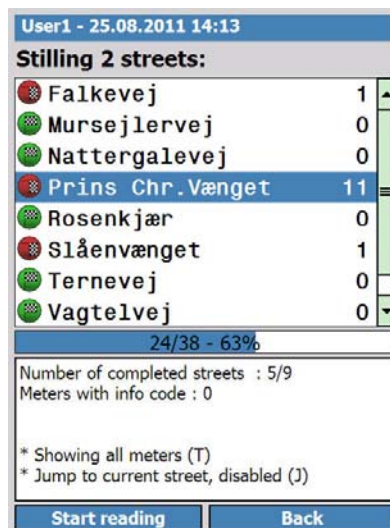 User1 - 25.08.2011 14:13
Stilling 2 streets:
Falkevej 1
Mursejlervej 0
Nattergalevej 0
Prins Chr.Vænget 11
Rosenkjær 0
Slåenvænget 1
Ternevej 0
Vagtelvej 0
24/38 - 63%
Number of completed streets : 5/9
Meters with info code : 0
* Showing all meters (T)
* Jump to current street, disabled (J)
Start reading Back